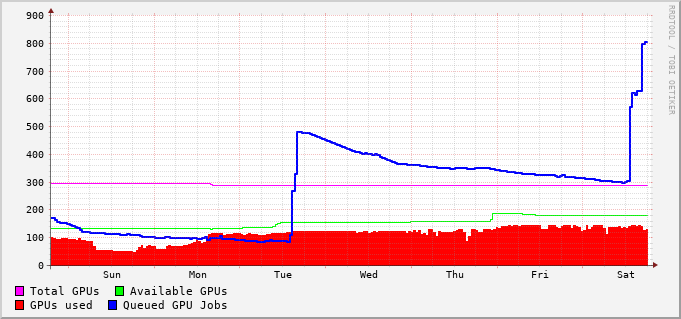 900
800
700
600
500
400
300
200
100
0
Sun Mon Tue Wed Thu Fri Sat
Total GPUs Available GPUs
GPUs used Queued GPU Jobs
RRDTOOL / TOBI OETIKER